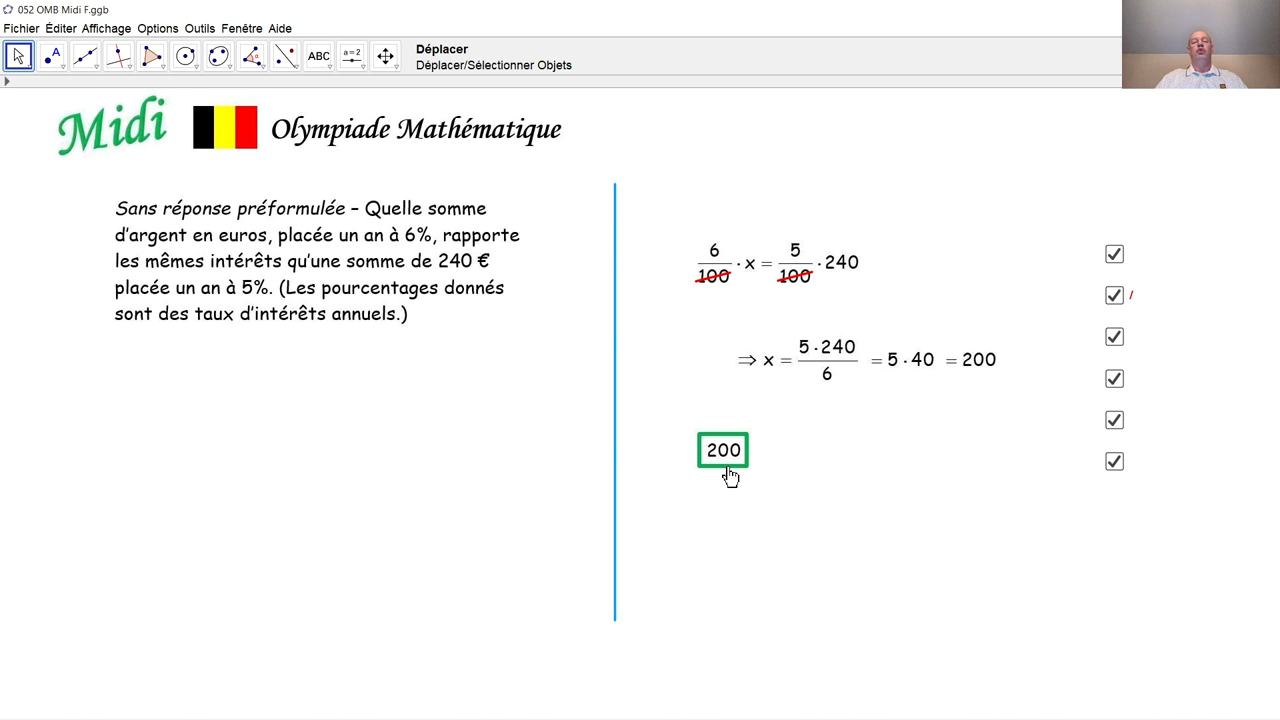 052 OMB Midi F.ggb
Fichier Éditer Affichage Options Outils Fenêtre Aide
A
ABC
a=2
Déplacer
Déplacer/Sélectionner Objets
Midi
Olympiade Mathématique
Sans réponse préformulée – Quelle somme
d'argent en euros, placée un an à 6%, rapporte
les mêmes intérêts qu'une somme de 240 €
placée un an à 5%. (Les pourcentages donnés
sont des taux d'intérêts annuels.)
6/100 · x = 5/100 · 240
⇒ x = 5·240/6 = 5·40 = 200
200
/